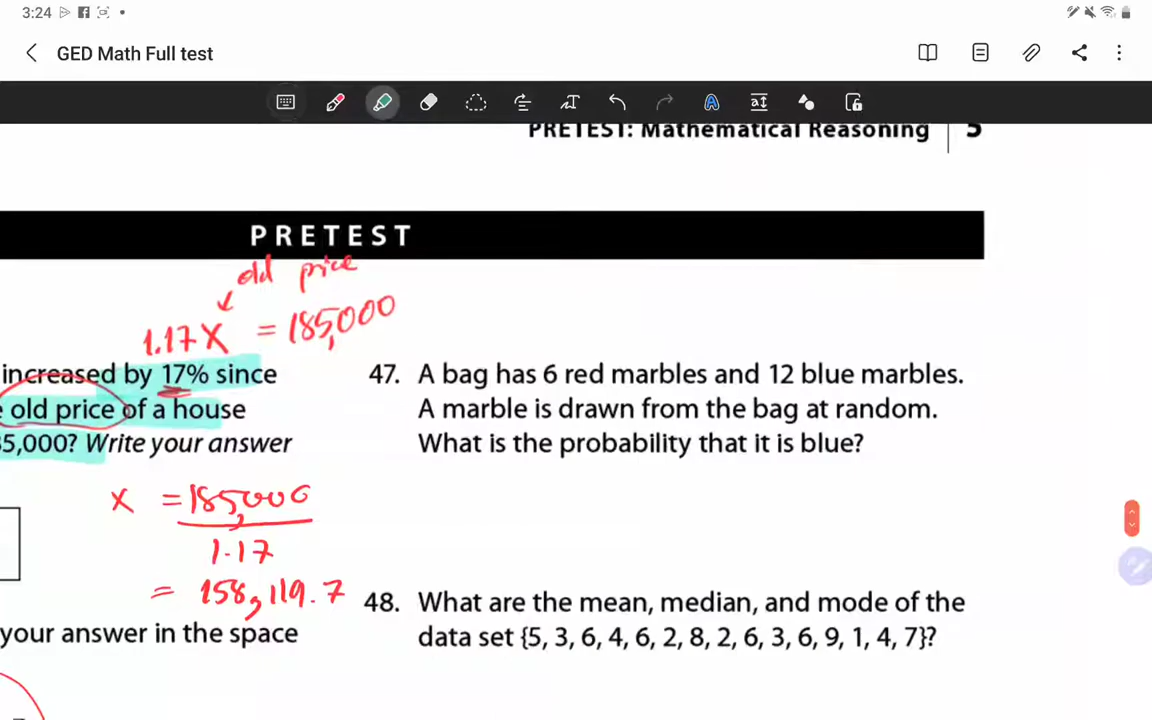 3:24
GED Math Full test
PRETEST: Mathematical Reasoning 5
PRETEST
old price
1.17X = 185,000
increased by 17% since
old price of a house
5,000? Write your answer
X = 185,000
1.17
= 158,119.7
your answer in the space
47. A bag has 6 red marbles and 12 blue marbles.
A marble is drawn from the bag at random.
What is the probability that it is blue?
48. What are the mean, median, and mode of the
data set {5, 3, 6, 4, 6, 2, 8, 2, 6, 3, 6, 9, 1, 4, 7}?